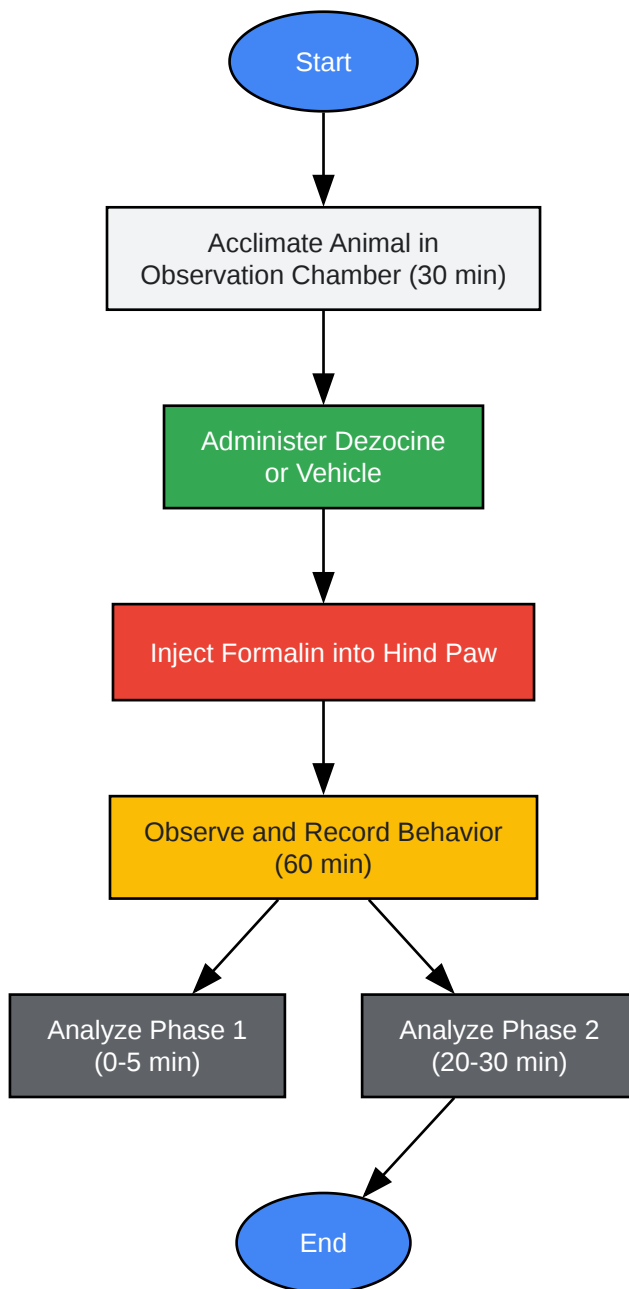 Start
Acclimate Animal in
Observation Chamber (30 min)
Administer Dezocine
or Vehicle
Inject Formalin into Hind Paw
Observe and Record Behavior
(60 min)
Analyze Phase 1
(0-5 min)
Analyze Phase 2
(20-30 min)
End